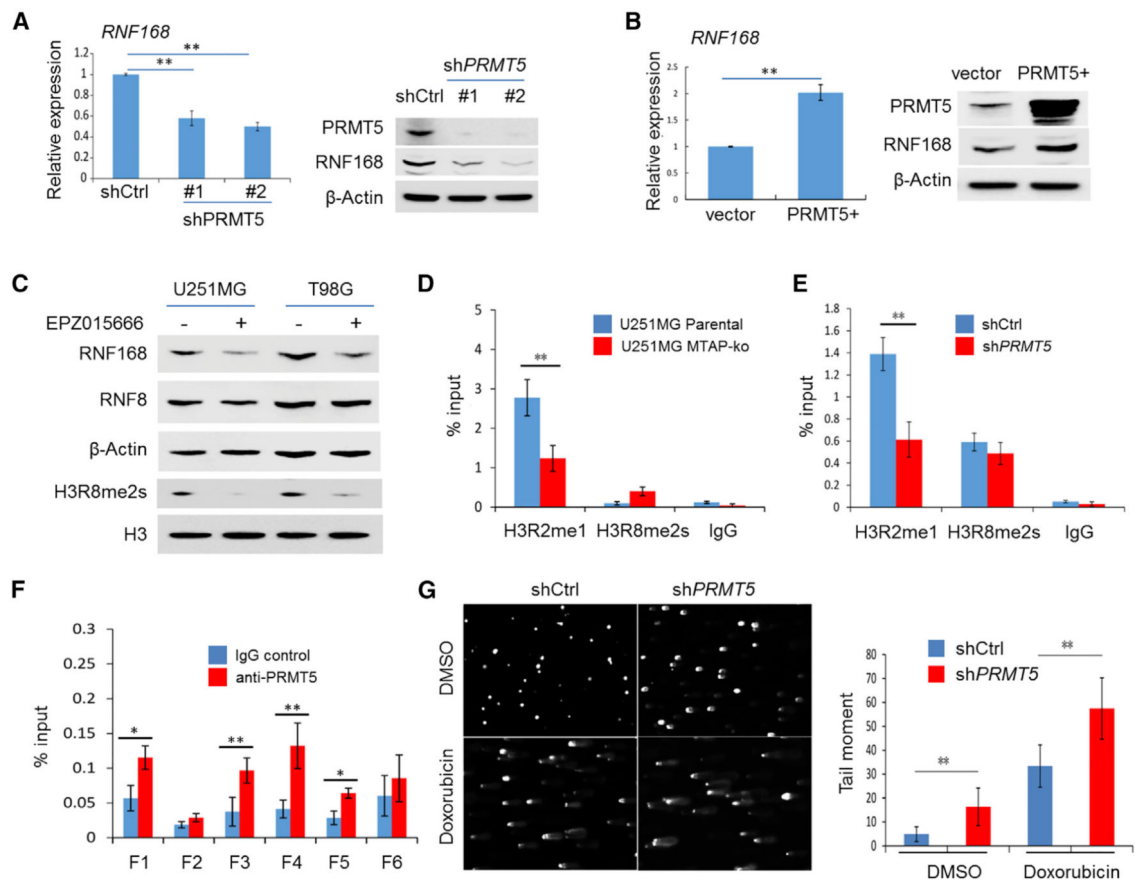 A
RNF168
Relative expression
1.2
1
0.8
0.6
0.4
0.2
0
**
**
shCtrl
#1
#2
shPRMT5
shPRMT5
shCtrl
#1
#2
PRMT5
RNF168
β-Actin
B
RNF168
Relative expression
2.5
2
1.5
1
0.5
0
**
vector
PRMT5+
vector
PRMT5+
PRMT5
RNF168
β-Actin
C
U251MG
T98G
EPZ015666
-
+
-
+
RNF168
RNF8
β-Actin
H3R8me2s
H3
D
% input
5
4
3
2
1
0
U251MG Parental
U251MG MTAP-ko
**
H3R2me1
H3R8me2s
IgG
E
% input
1.8
1.6
1.4
1.2
1
0.8
0.6
0.4
0.2
0
shCtrl
shPRMT5
**
H3R2me1
H3R8me2s
IgG
F
% input
0.3
0.25
0.2
0.15
0.1
0.05
0
IgG control
anti-PRMT5
*
**
**
*
F1
F2
F3
F4
F5
F6
G
shCtrl
shPRMT5
DMSO
Doxorubicin
Tail moment
80
70
60
50
40
30
20
10
0
shCtrl
shPRMT5
**
**
DMSO
Doxorubicin